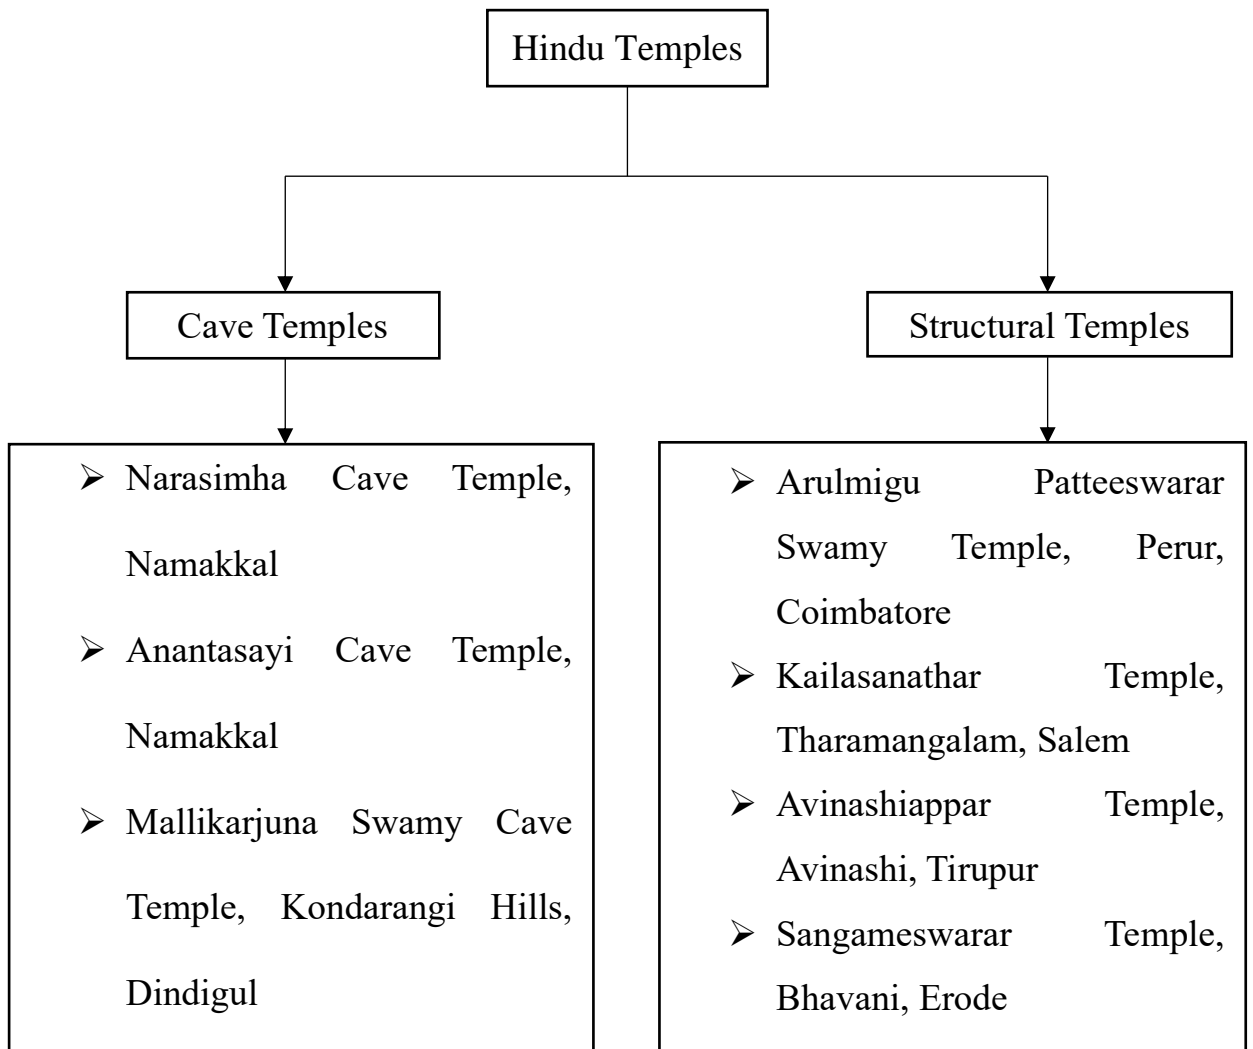 Hindu Temples
Cave Temples
Structural Temples
➢ Narasimha Cave Temple,
Namakkal
➢ Anantasayi Cave Temple,
Namakkal
➢ Mallikarjuna Swamy Cave
Temple, Kondarangi Hills,
Dindigul
➢ Arulmigu Patteeswarar
Swamy Temple, Perur,
Coimbatore
➢ Kailasanathar Temple,
Tharamangalam, Salem
➢ Avinashiappar Temple,
Avinashi, Tirupur
➢ Sangameswarar Temple,
Bhavani, Erode